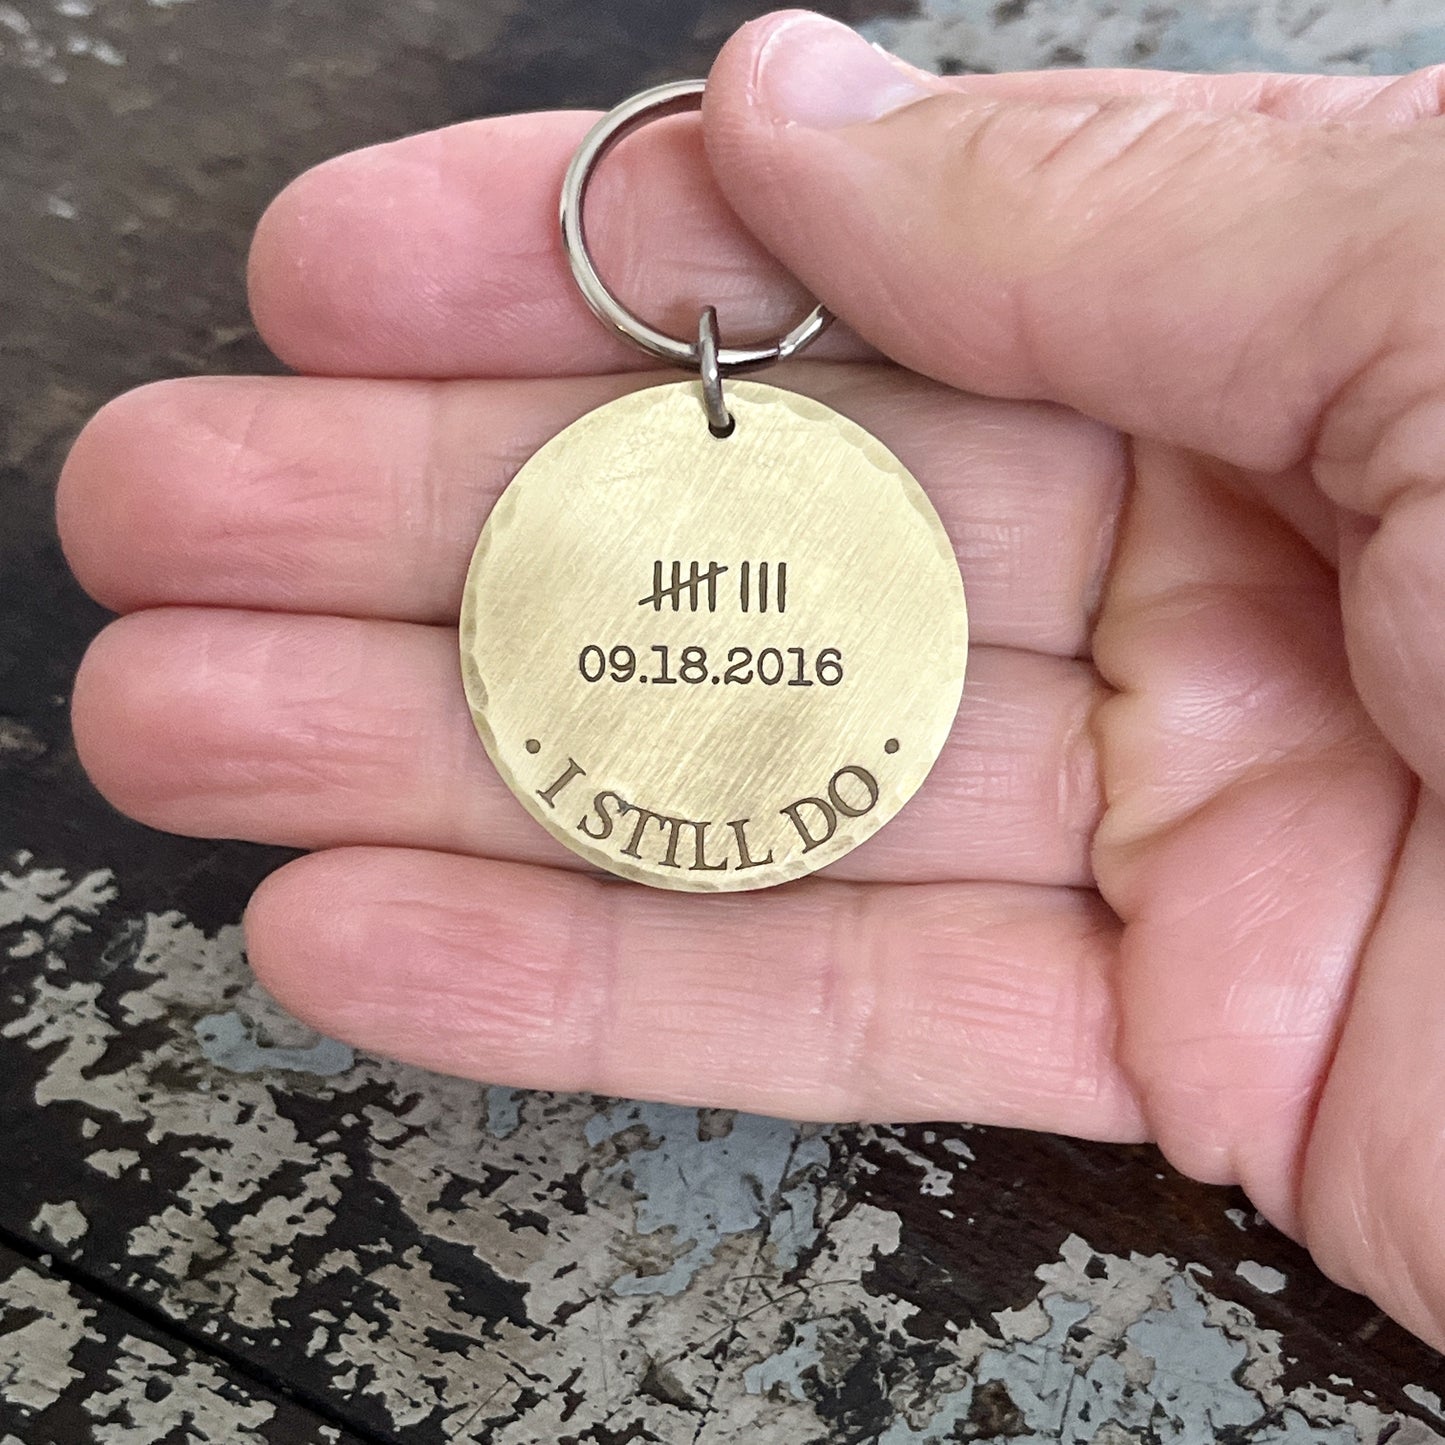 𝍸 |||
09.18.2016
• I STILL DO •